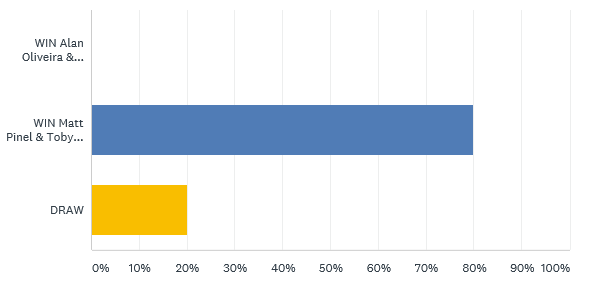 WIN Alan
Oliveira &...
WIN Matt
Pinel & Toby...
DRAW
0% 10% 20% 30% 40% 50% 60% 70% 80% 90% 100%